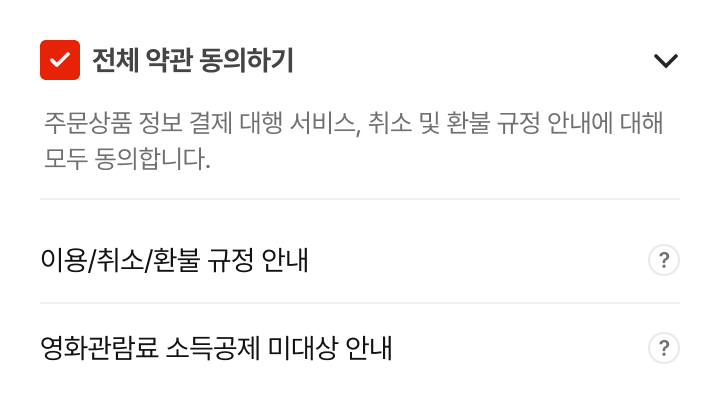 전체 약관 동의하기
주문상품 정보 결제 대행 서비스, 취소 및 환불 규정 안내에 대해
모두 동의합니다.
이용/취소/환불 규정 안내
?
영화관람료 소득공제 미대상 안내
?